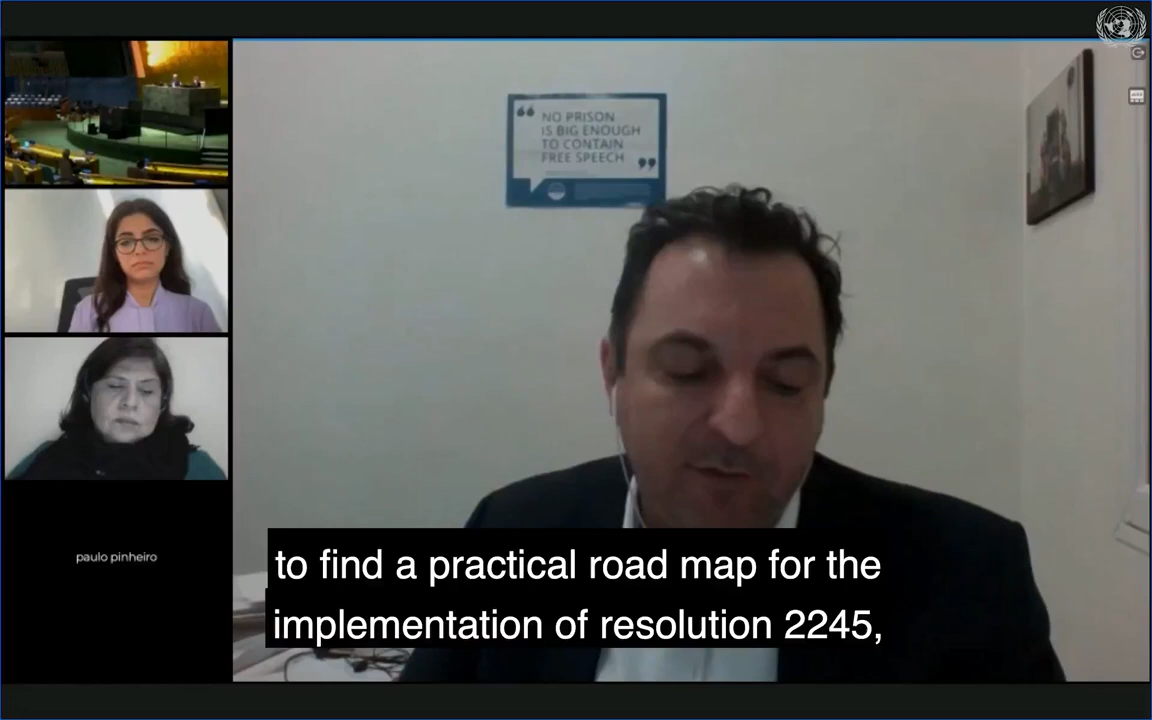 “ NO PRISON
IS BIG ENOUGH
TO CONTAIN
FREE SPEECH ”
paulo pinheiro
to find a practical road map for the
implementation of resolution 2245,